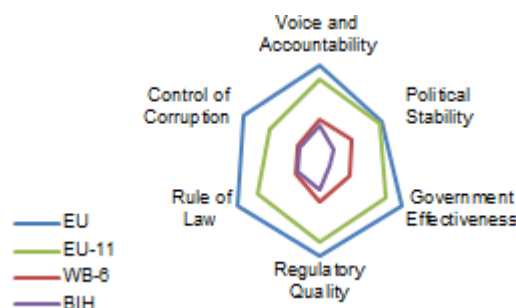 Voice and
Accountability
Control of
Corruption
Political
Stability
Rule of
Law
Government
Effectiveness
Regulatory
Quality
EU
EU-11
WB-6
BIH